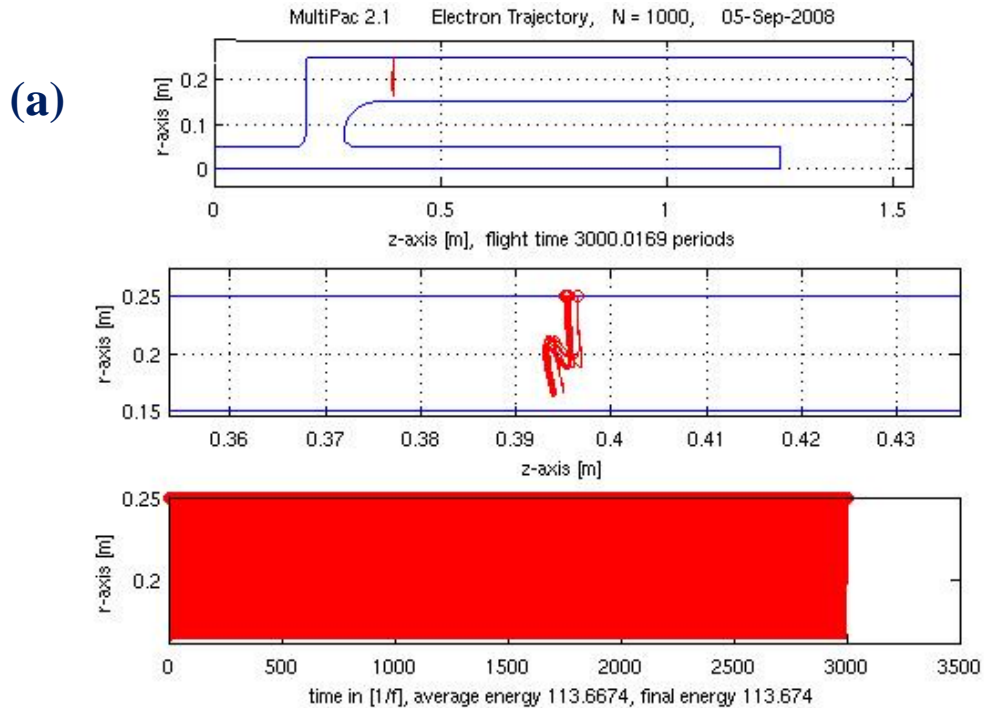 MultiPac 2.1 Electron Trajectory, N = 1000, 05-Sep-2008
(a)
r-axis [m]
0.2
0.1
0
0 0.5 1 1.5
z-axis [m], flight time 3000.0169 periods
r-axis [m]
0.25
0.2
0.15
0.36 0.37 0.38 0.39 0.4 0.41 0.42 0.43
z-axis [m]
r-axis [m]
0.25
0.2
0 500 1000 1500 2000 2500 3000 3500
time in [1/f], average energy 113.6674, final energy 113.674